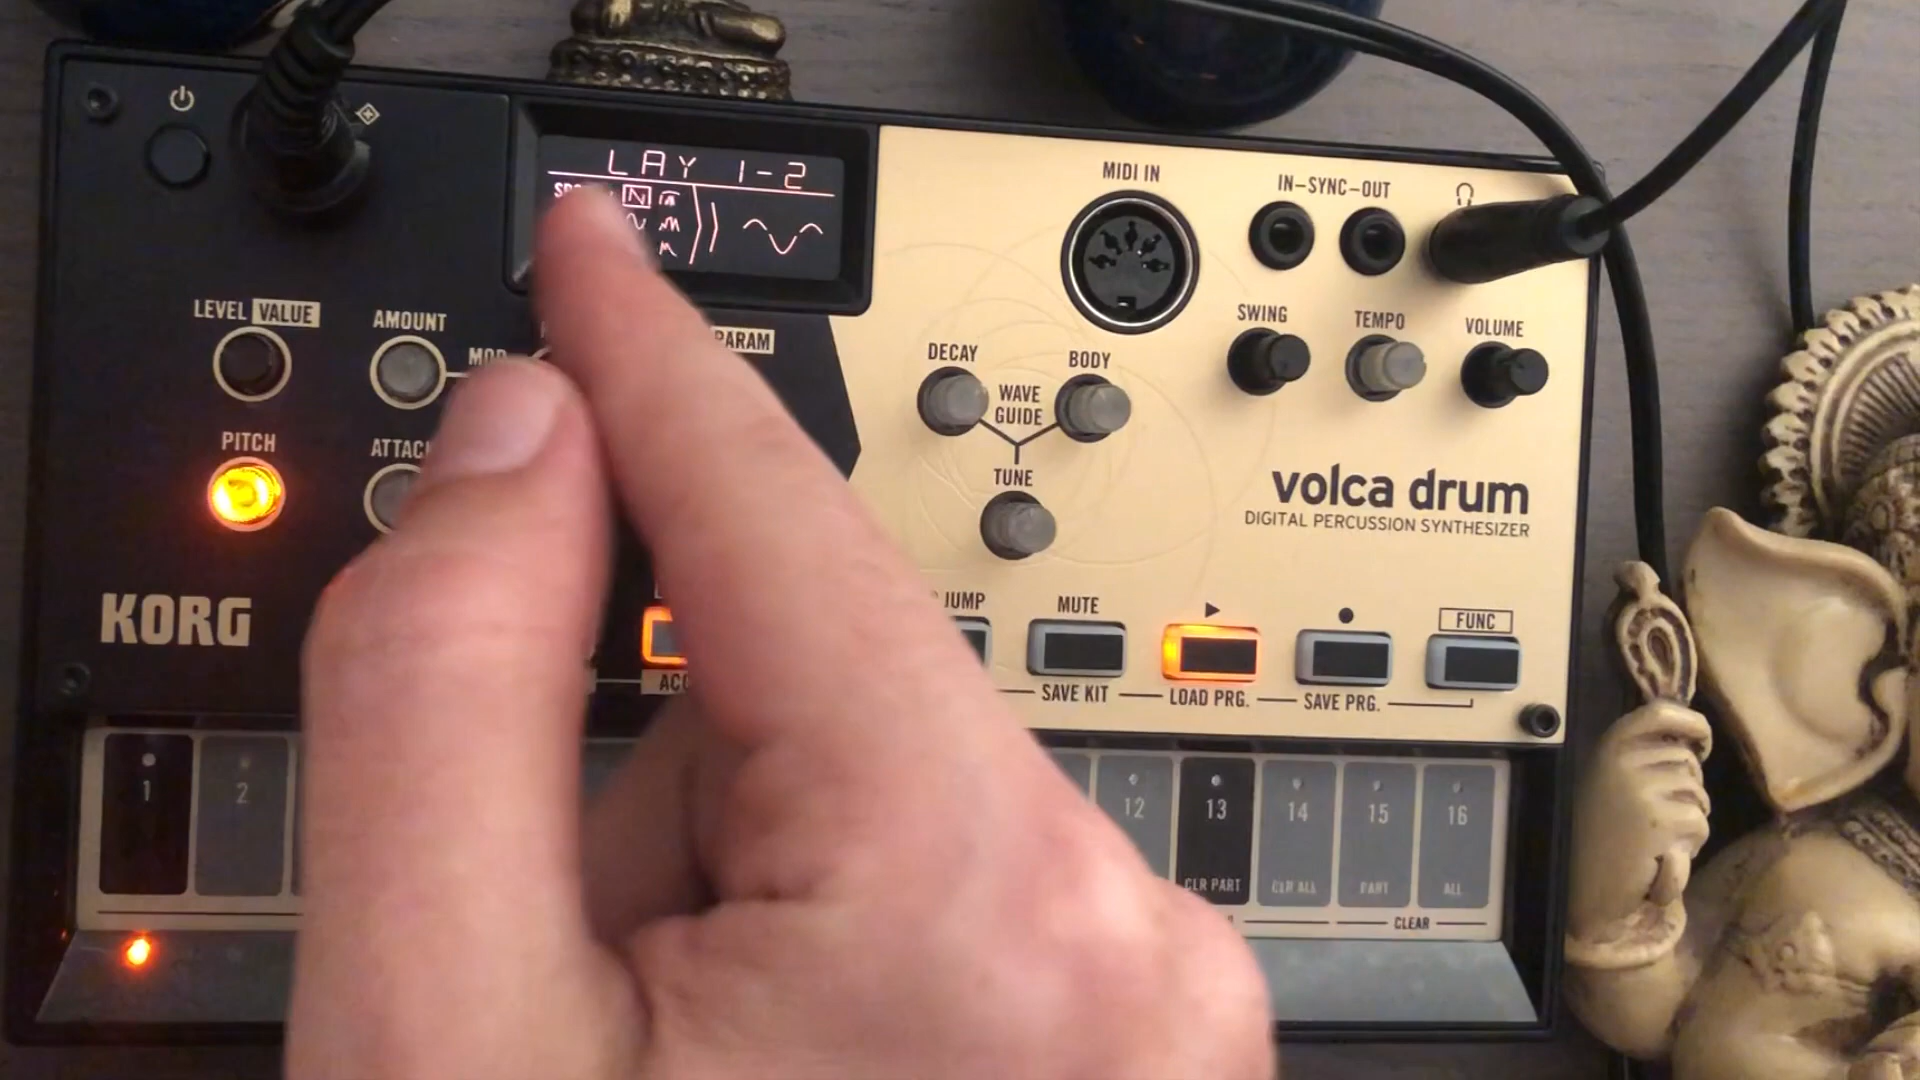 LAY 1-2
MIDI IN
IN-SYNC-OUT
LEVEL VALUE
AMOUNT
PARAM
SWING
TEMPO
VOLUME
DECAY
BODY
WAVE
GUIDE
TUNE
PITCH
volca drum
DIGITAL PERCUSSION SYNTHESIZER
KORG
JUMP
MUTE
FUNC
SAVE KIT
LOAD PRG.
SAVE PRG.
1
2
12
13
14
15
16
CLR PART
CLR ALL
PART
ALL
CLEAR